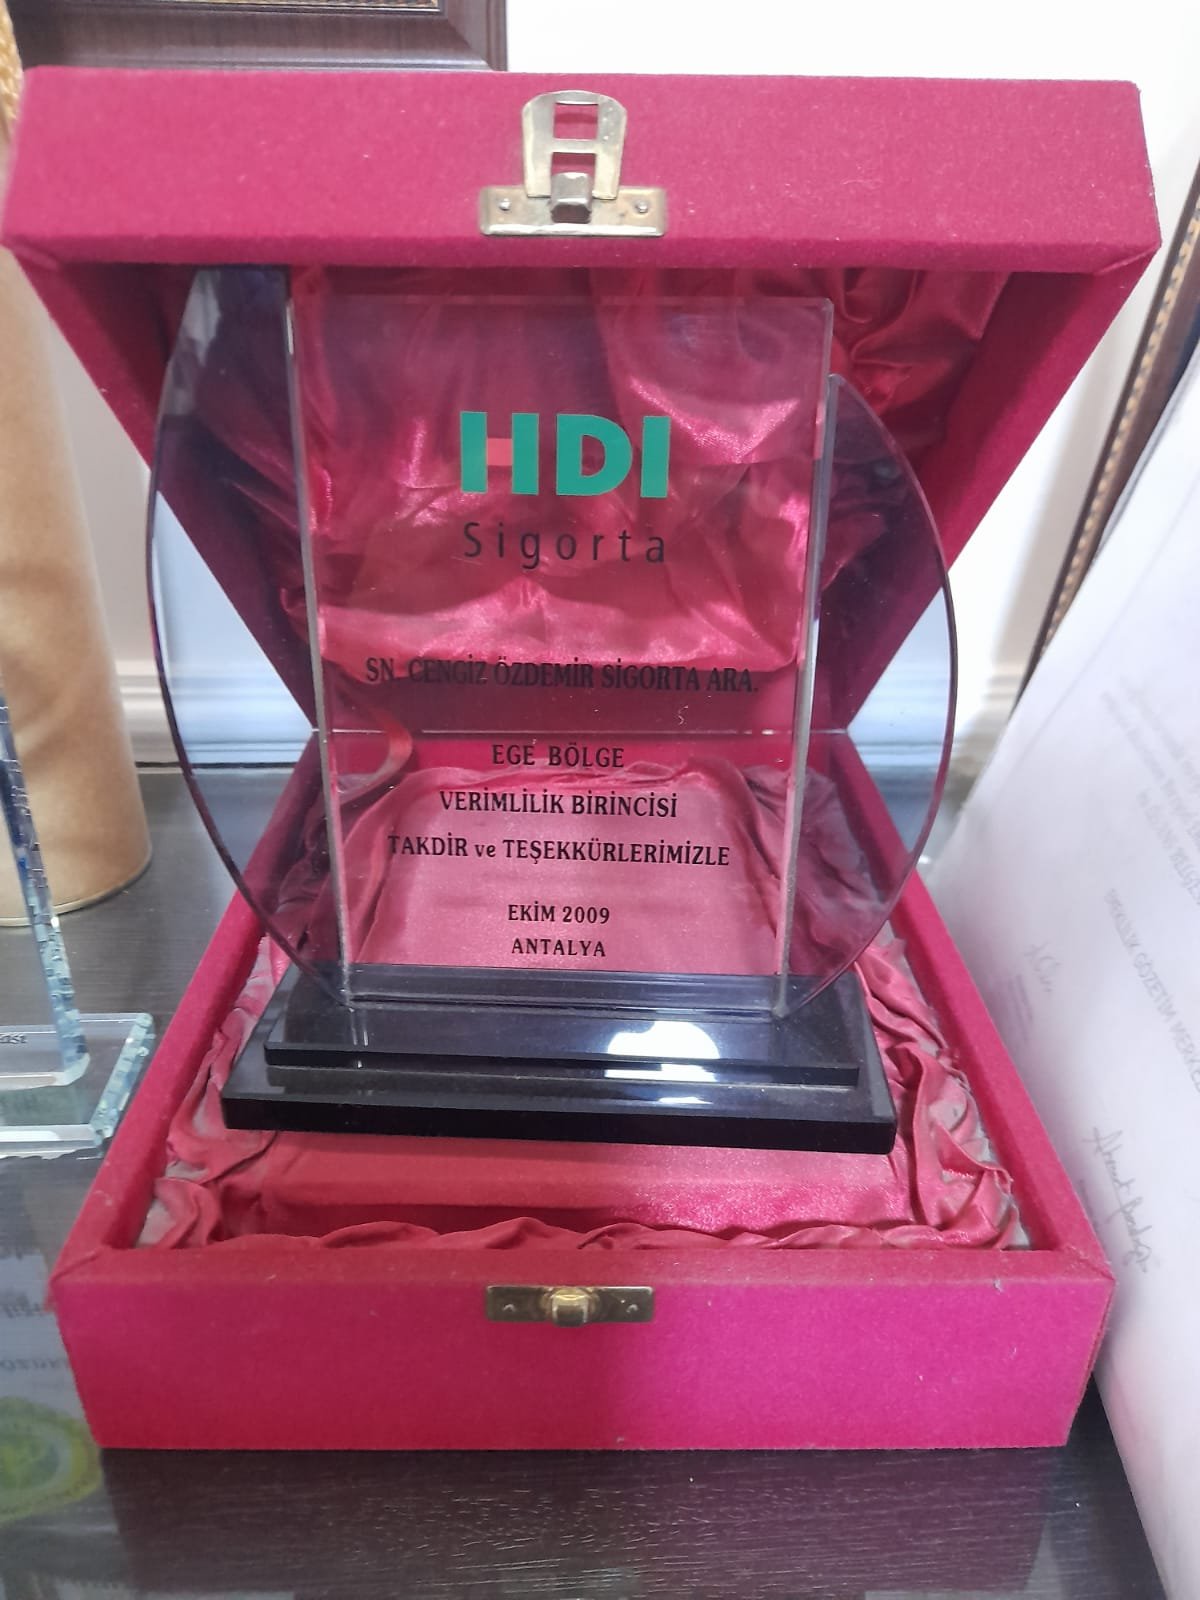 HDI
Sigorta
SN. CENGİZ ÖZDEMİR SİGORTA ARA.
EGE BÖLGE
VERİMLİLİK BİRİNCİSİ
TAKDİR ve TEŞEKKÜRLERİMİZLE
EKİM 2009
ANTALYA